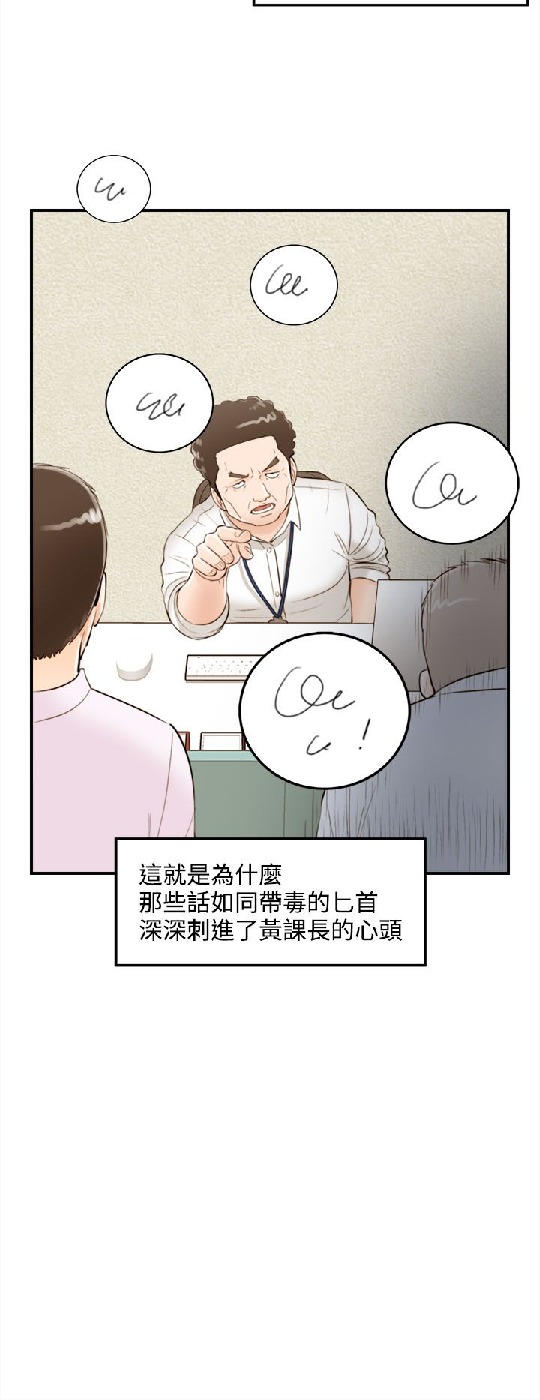 這就是為什麼
那些話如同帶毒的匕首
深深刺進了黃課長的心頭